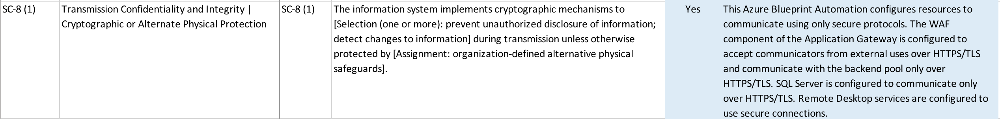 SC-8 (1)
Transmission Confidentiality and Integrity |
Cryptographic or Alternate Physical Protection
SC-8 (1)
The information system implements cryptographic mechanisms to
[Selection (one or more): prevent unauthorized disclosure of information;
detect changes to information] during transmission unless otherwise
protected by [Assignment: organization-defined alternative physical
safeguards].
Yes
This Azure Blueprint Automation configures resources to
communicate using only secure protocols. The WAF
component of the Application Gateway is configured to
accept communicators from external uses over HTTPS/TLS
and communicate with the backend pool only over
HTTPS/TLS. SQL Server is configured to communicate only
over HTTPS/TLS. Remote Desktop services are configured to
use secure connections.